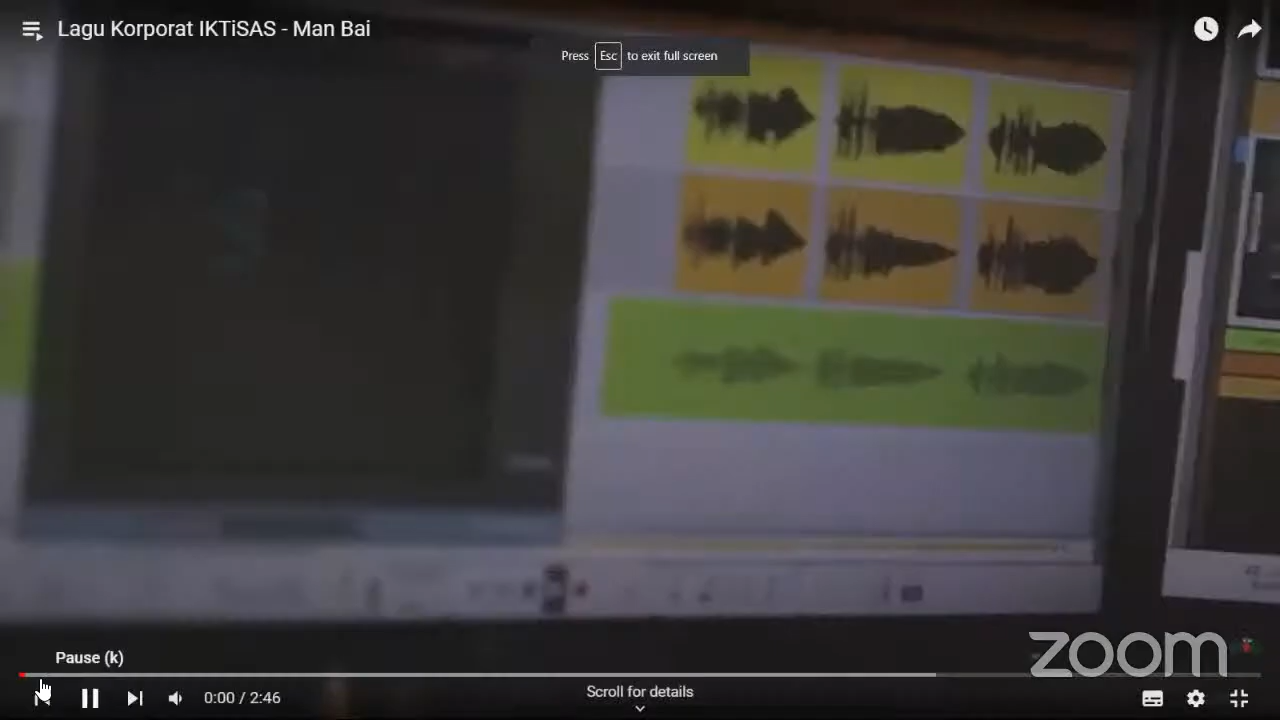 Lagu Korporat IKTiSAS - Man Bai
Press Esc to exit full screen
Pause (k)
0:00 / 2:46
Scroll for details
zoom